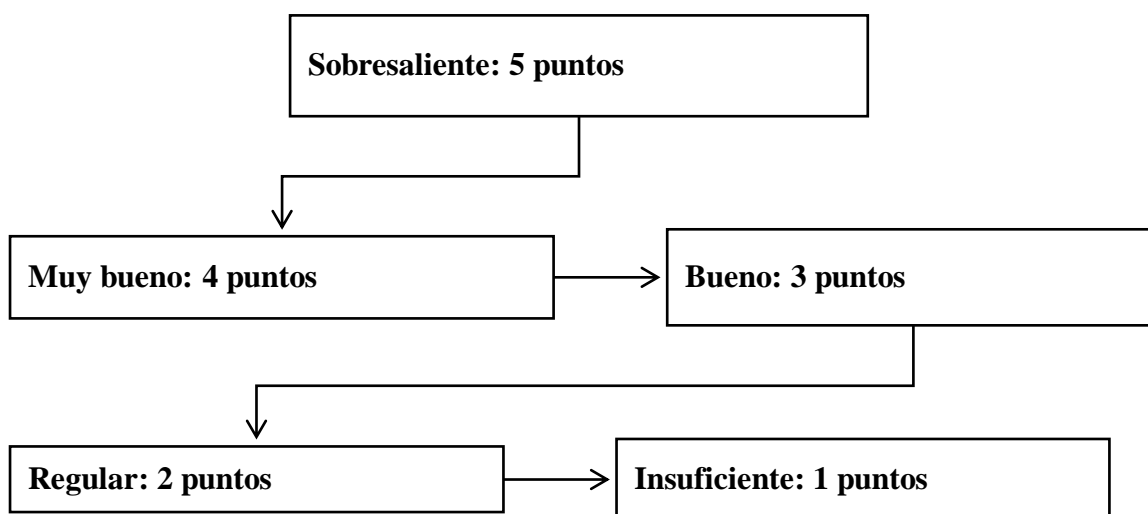 Sobresaliente: 5 puntos
Muy bueno: 4 puntos
Bueno: 3 puntos
Regular: 2 puntos
Insuficiente: 1 puntos